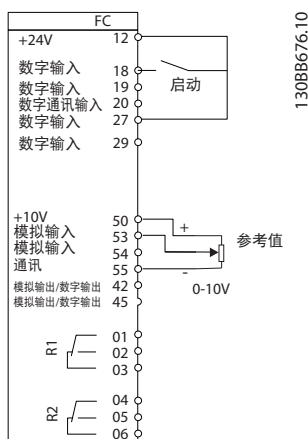 FC
+24V 12
数字输入 18
数字输入 19
数字通讯输入 20
数字输入 27
数字输入 29
启动
+10V 50
模拟输入 53
模拟输入 54
通讯 55
模拟输出/数字输出 42
模拟输出/数字输出 45
+
-
参考值
0-10V
R1
01
02
03
R2
04
05
06
130BB676.10